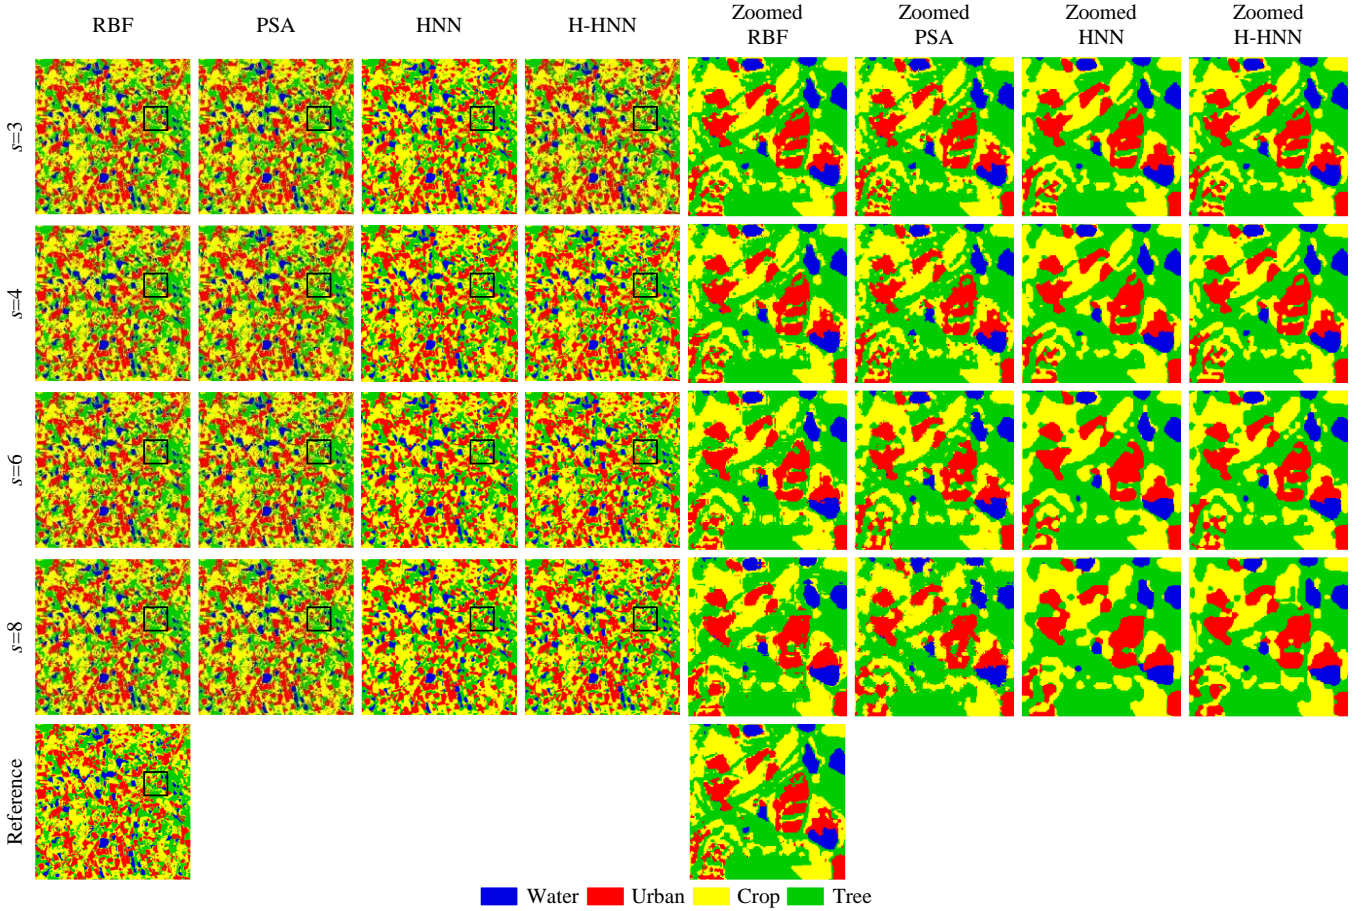 RBF PSA HNN H-HNN Zoomed RBF Zoomed PSA Zoomed HNN Zoomed H-HNN
s=3
s=4
s=6
s=8
Reference
Water Urban Crop Tree